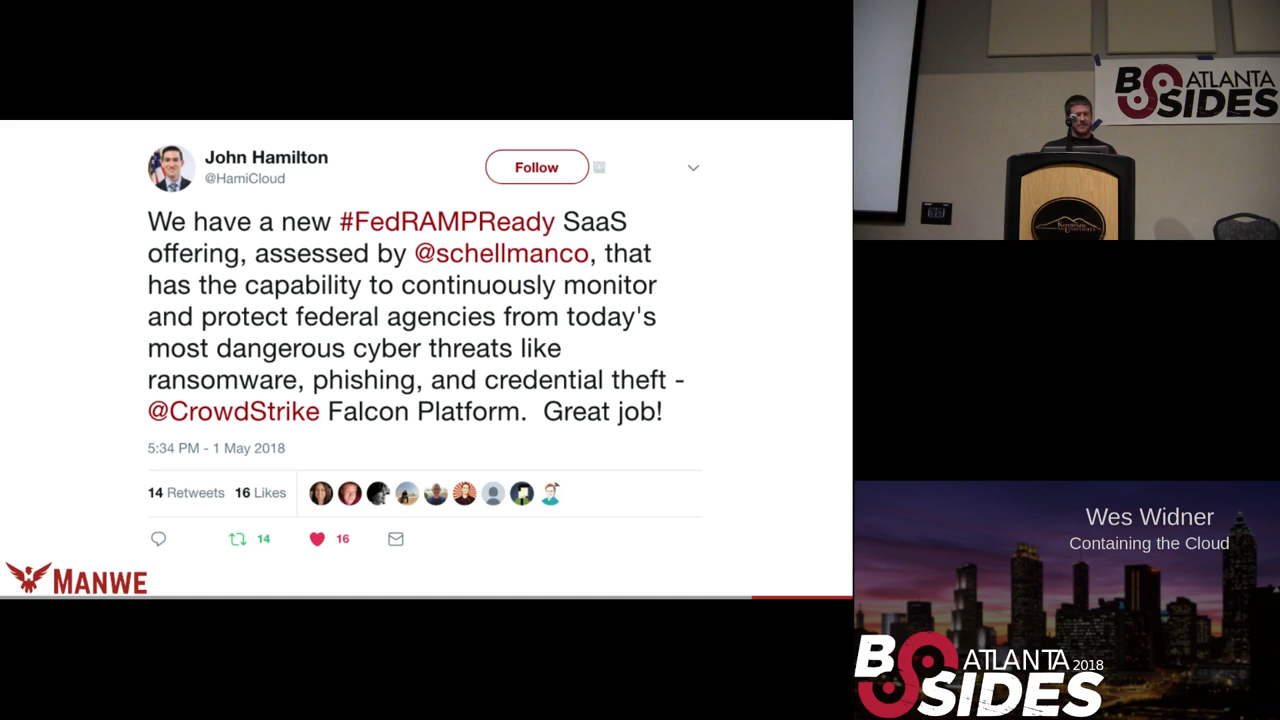 John Hamilton
@HamiCloud
Follow
We have a new #FedRAMPReady SaaS
offering, assessed by @schellmanco, that
has the capability to continuously monitor
and protect federal agencies from today's
most dangerous cyber threats like
ransomware, phishing, and credential theft -
@CrowdStrike Falcon Platform.  Great job!
5:34 PM - 1 May 2018
14 Retweets 16 Likes
14 16
MANWE
BSIDES ATLANTA
Wes Widner
Containing the Cloud
BSIDES ATLANTA 2018